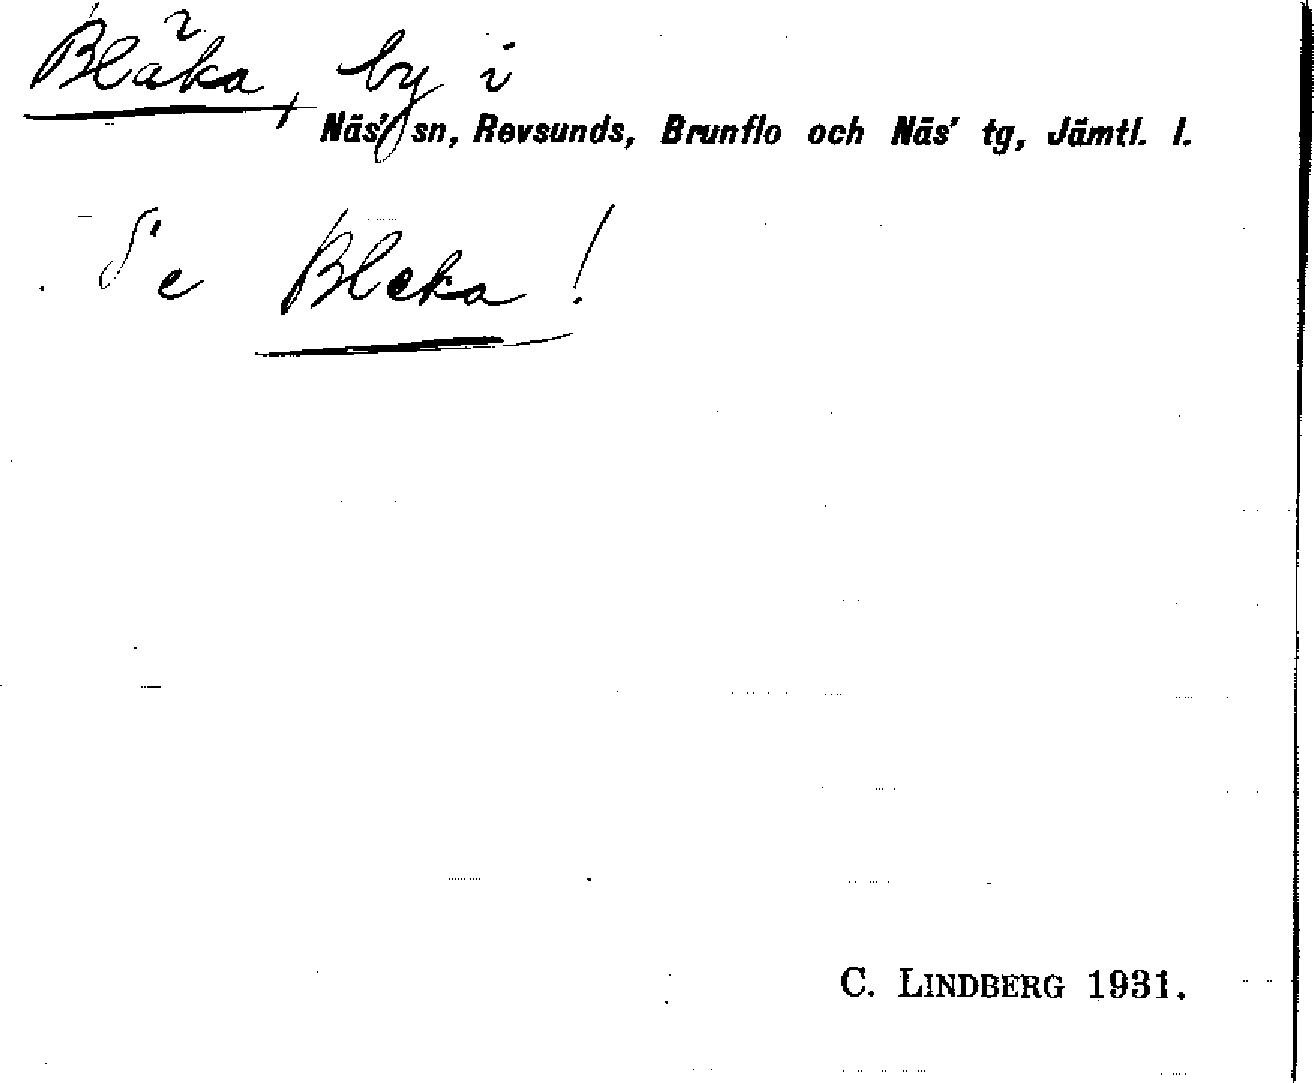 Blåka, by i
Näs' sn, Revsunds, Brunflo och Näs' tg, Jämtl. l.
Se Bleka!
C. LINDBERG 1931.